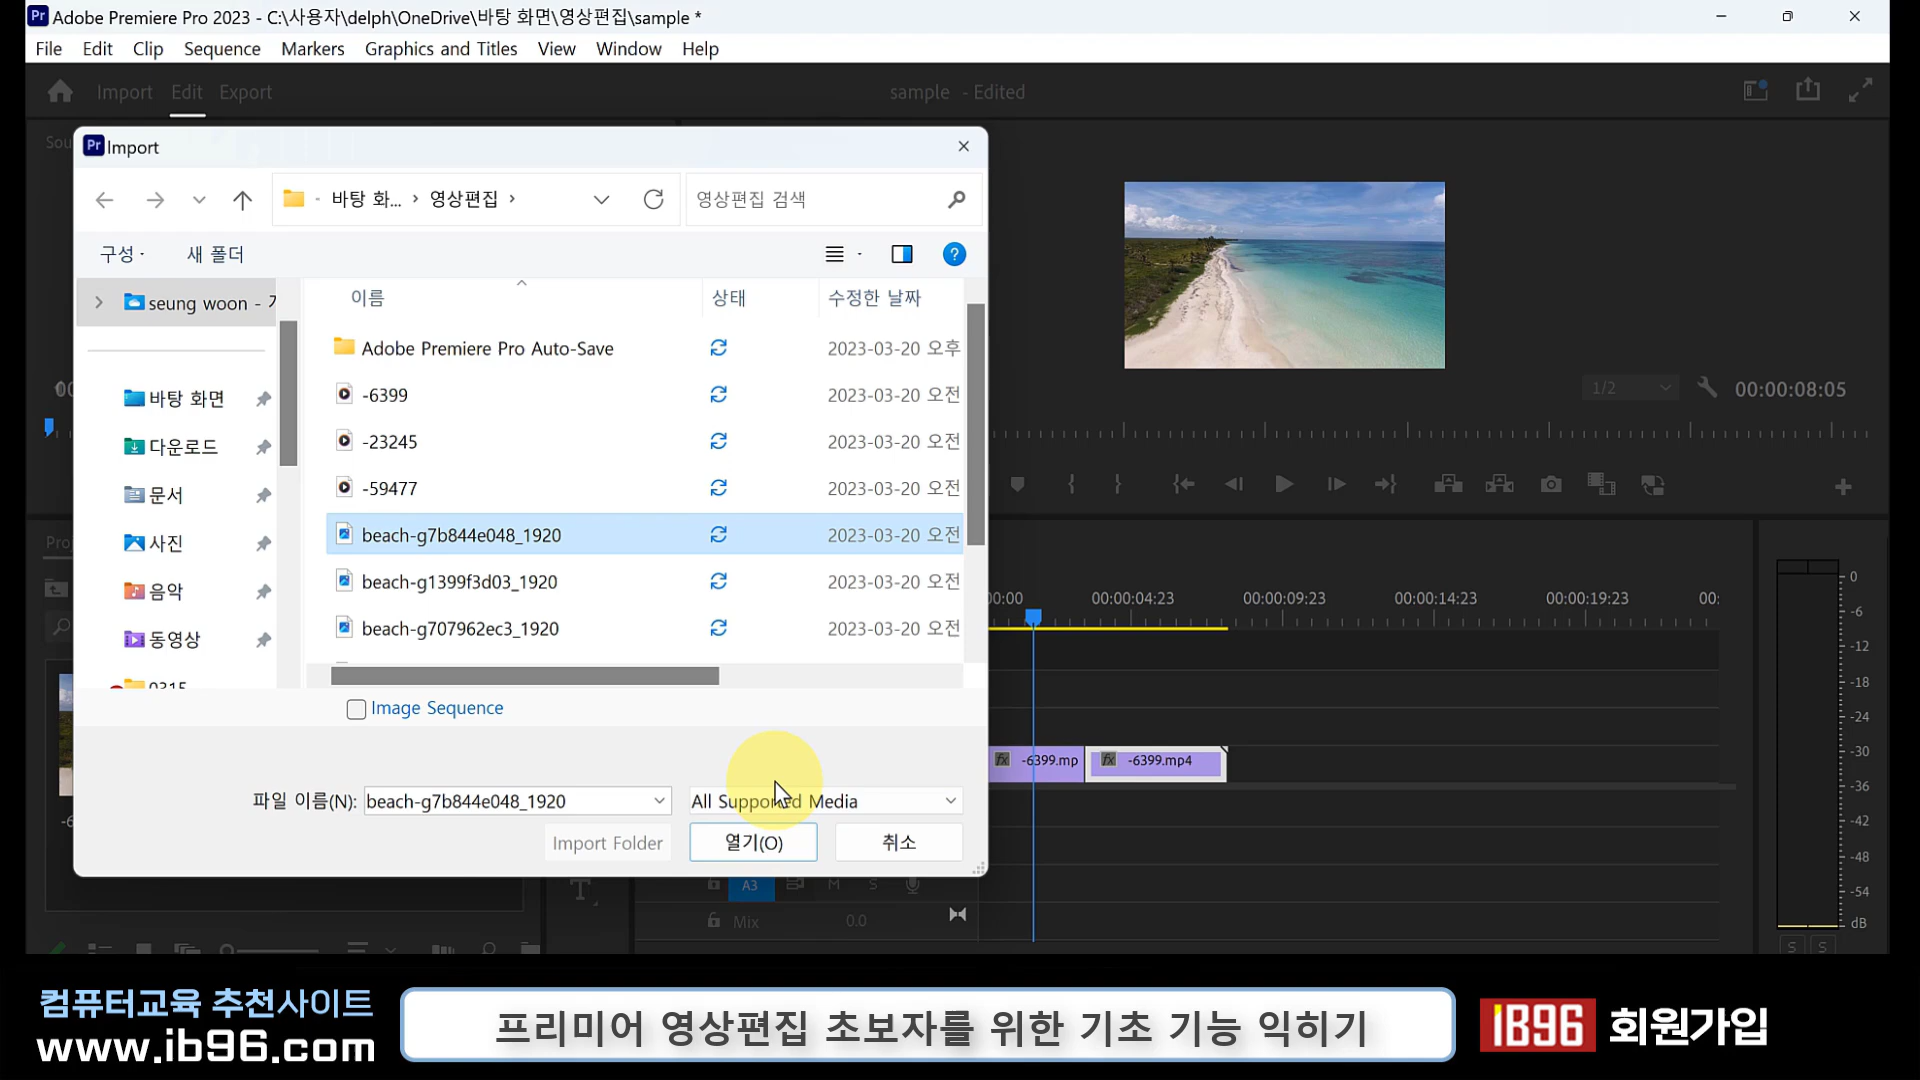 Pr Adobe Premiere Pro 2023 - C:\사용자\delph\OneDrive\바탕 화면\영상편집\sample *
File Edit Clip Sequence Markers Graphics and Titles View Window Help
Import Edit Export
sample - Edited
Pr Import
바탕 화... › 영상편집 ›
영상편집 검색
구성
새 폴더
seung woon -
이름 상태 수정한 날짜
Adobe Premiere Pro Auto-Save 2023-03-20 오후
-6399 2023-03-20 오전
-23245 2023-03-20 오전
-59477 2023-03-20 오전
beach-g7b844e048_1920 2023-03-20 오전
beach-g1399f3d03_1920 2023-03-20 오전
beach-g707962ec3_1920 2023-03-20 오전
바탕 화면
다운로드
문서
사진
음악
동영상
0315
Image Sequence
파일 이름(N): beach-g7b844e048_1920 All Supported Media
Import Folder 열기(O) 취소
1/2 00:00:08:05
00:00:04:23 00:00:09:23 00:00:14:23 00:00:19:23 00:
fx -6399.mp
fx -6399.mp4
A3 M S
Mix 0.0
0
-6
-12
-18
-24
-30
-36
-42
-48
-54
dB
S S
컴퓨터교육 추천사이트
www.ib96.com
프리미어 영상편집 초보자를 위한 기초 기능 익히기
IB96 회원가입